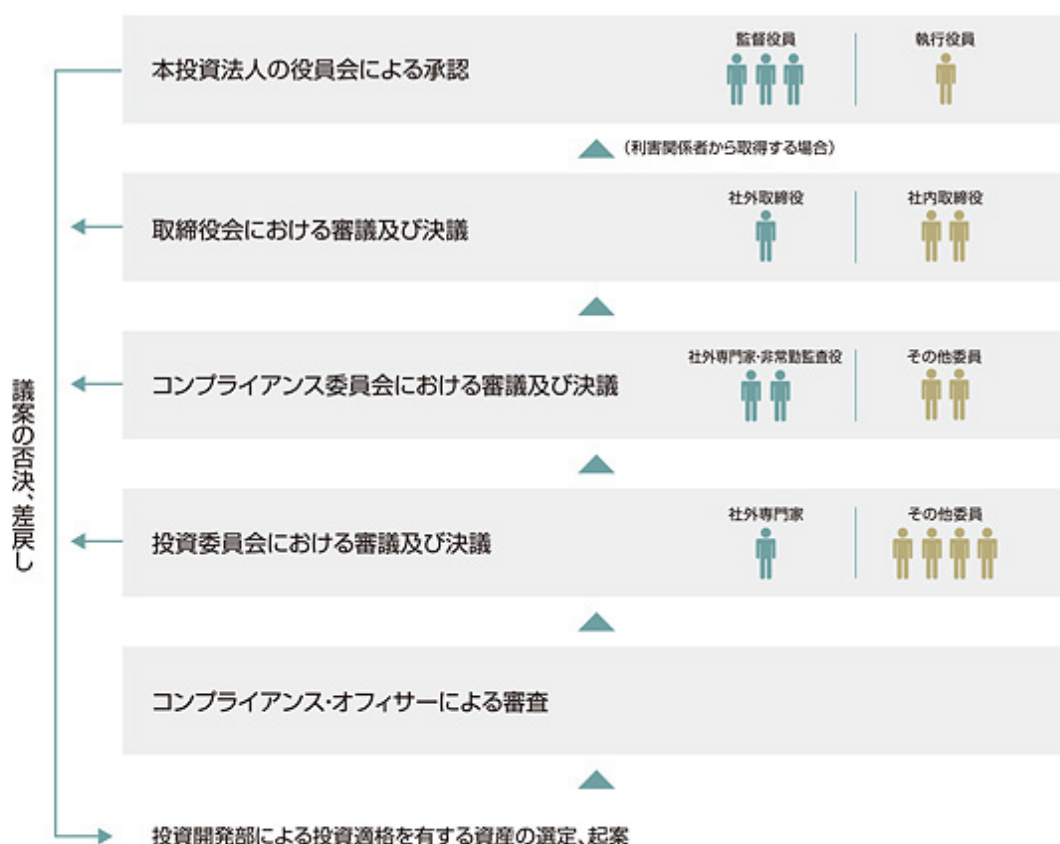 監督役員
執行役員
本投資法人の役員会による承認
(利害関係者から取得する場合)
社外取締役
社内取締役
取締役会における審議及び決議
社外専門家・非常勤監査役
その他委員
コンプライアンス委員会における審議及び決議
議案の否決、差戻し
社外専門家
その他委員
投資委員会における審議及び決議
コンプライアンス・オフィサーによる審査
投資開発部による投資適格を有する資産の選定、起案